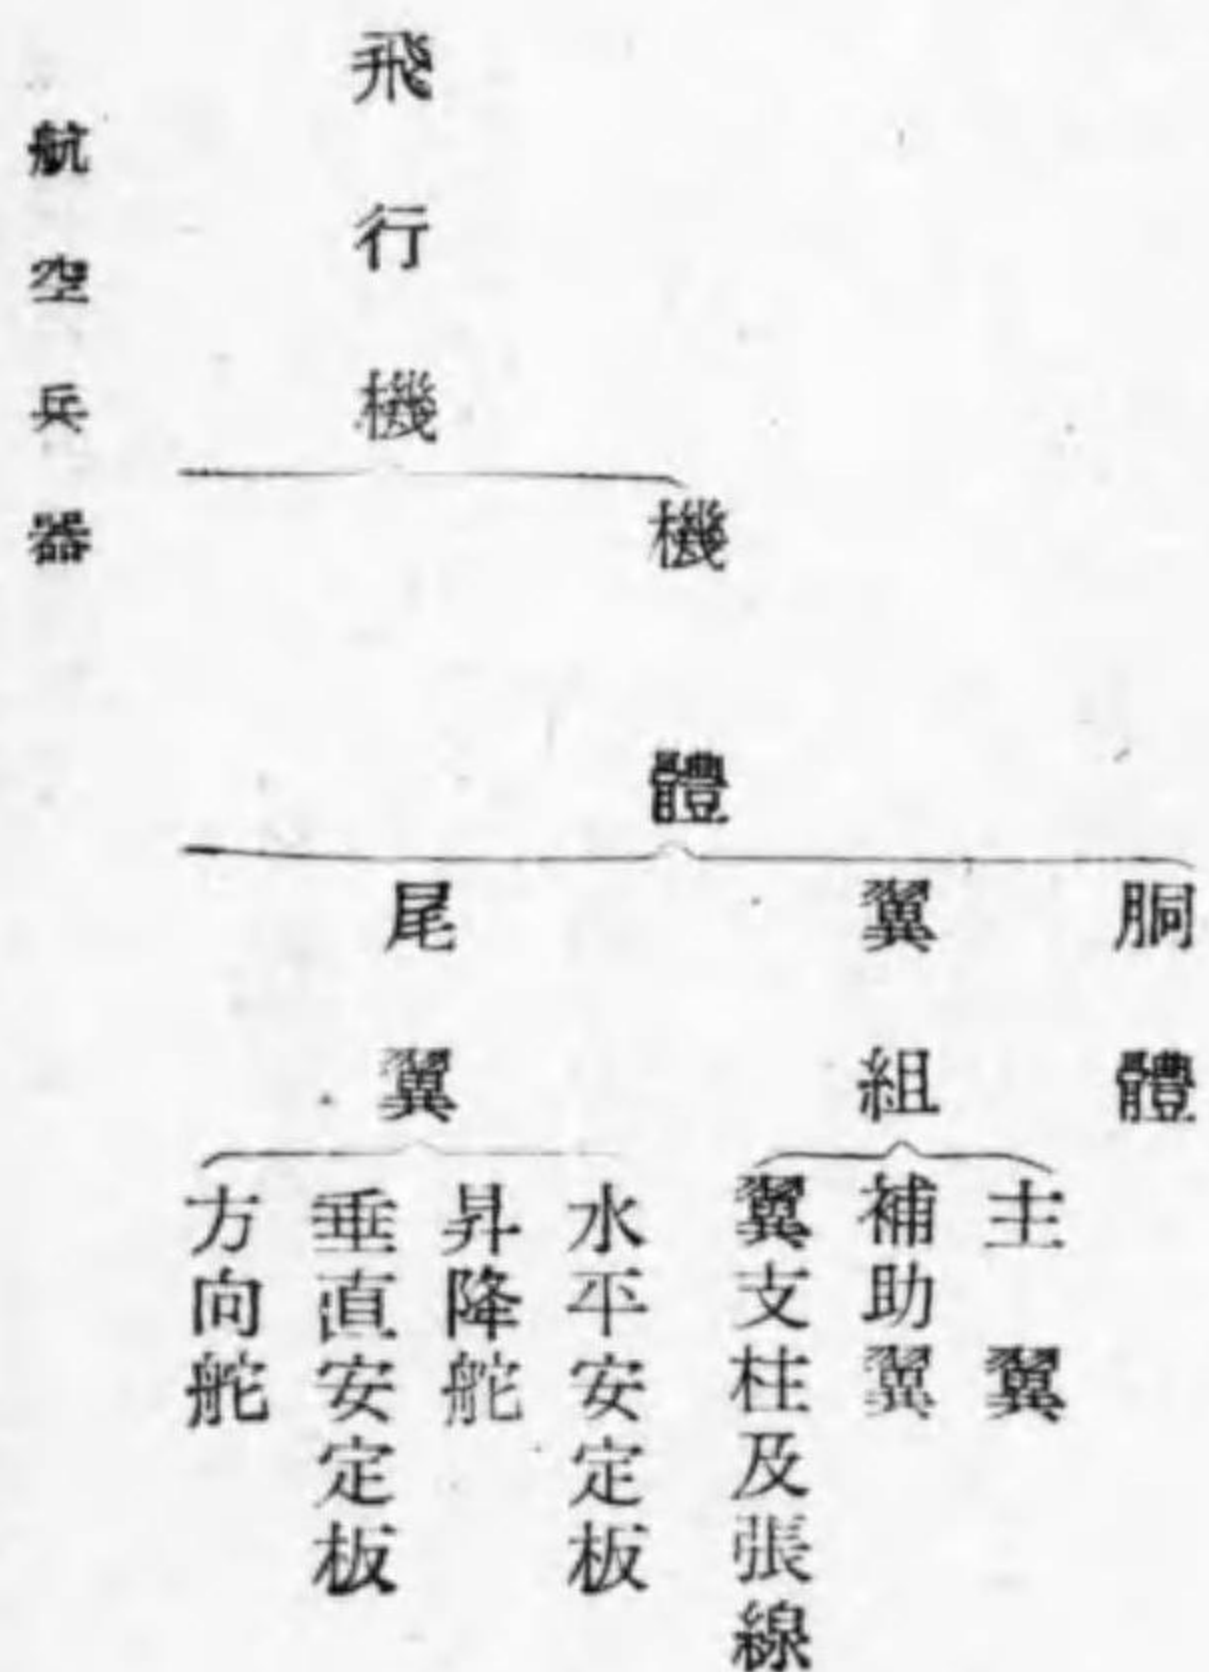 飛行機
機體
胴體
翼組
主翼
補助翼
翼支柱及張線
尾翼
水平安定板
昇降舵
垂直安定板
方向舵
航空兵器